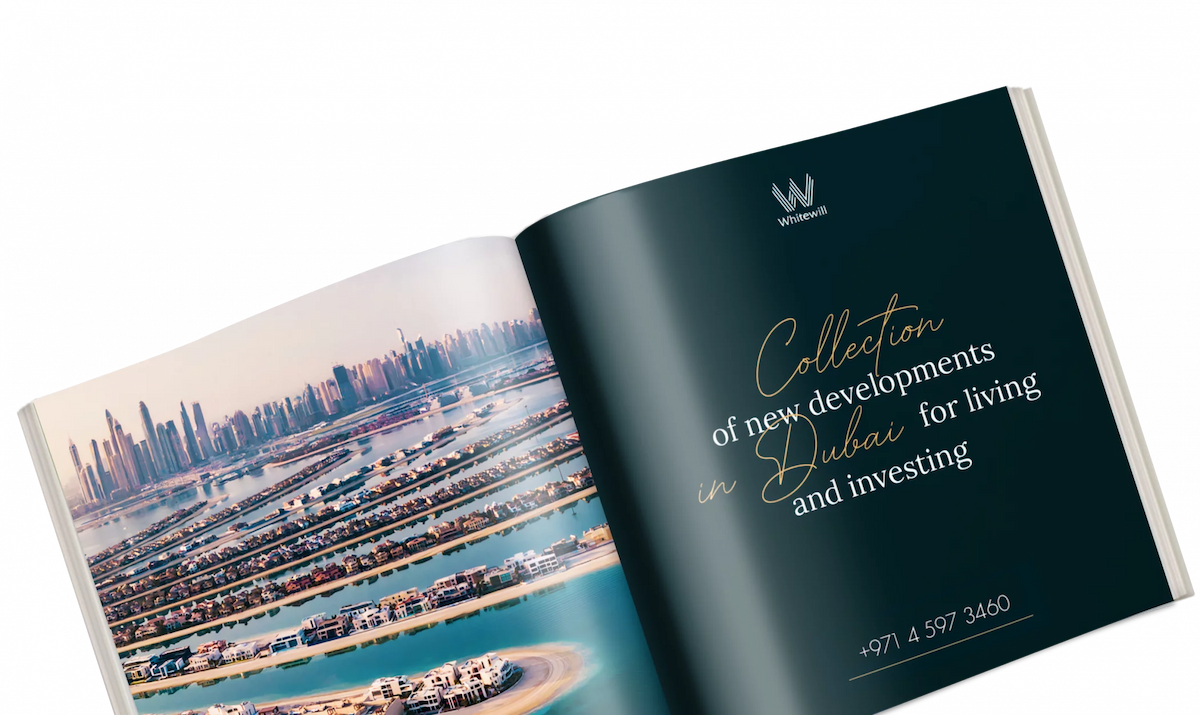 Whitewill
Collection
of new developments
in Dubai for living
and investing
+971 4 597 3460